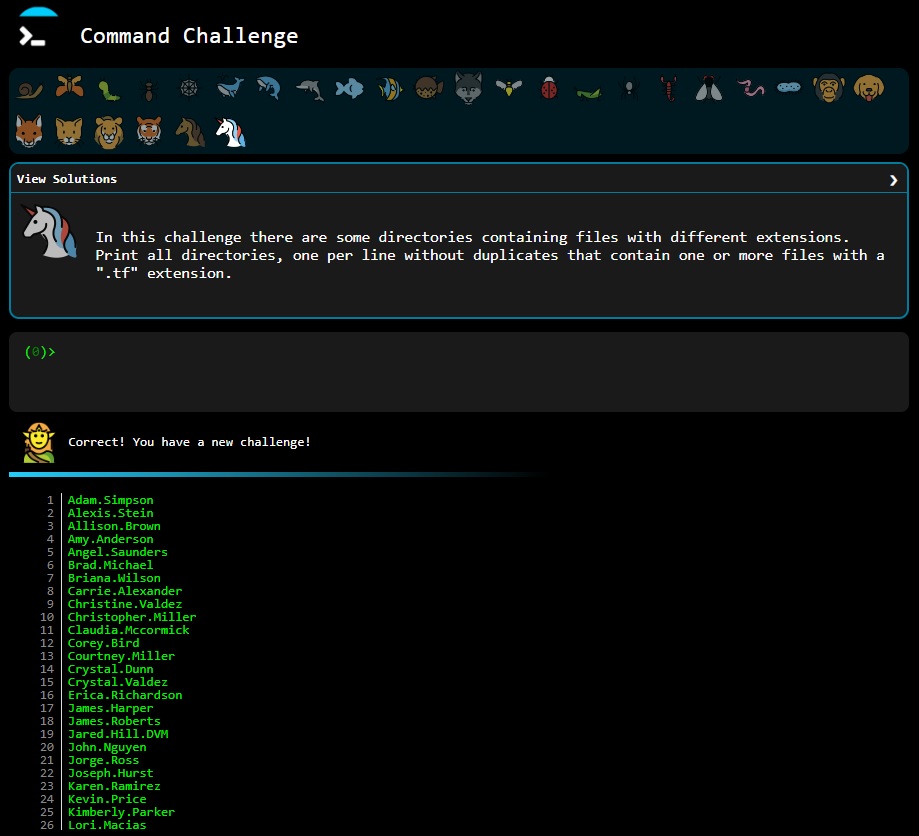 Command Challenge
View Solutions
In this challenge there are some directories containing files with different extensions.
Print all directories, one per line without duplicates that contain one or more files with a
".tf" extension.
(0)>
Correct! You have a new challenge!
1 Adam.Simpson
2 Alexis.Stein
3 Allison.Brown
4 Amy.Anderson
5 Angel.Saunders
6 Brad.Michael
7 Briana.Wilson
8 Carrie.Alexander
9 Christine.Valdez
10 Christopher.Miller
11 Claudia.Mccormick
12 Corey.Bird
13 Courtney.Miller
14 Crystal.Dunn
15 Crystal.Valdez
16 Erica.Richardson
17 James.Harper
18 James.Roberts
19 Jared.Hill.DVM
20 John.Nguyen
21 Jorge.Ross
22 Joseph.Hurst
23 Karen.Ramirez
24 Kevin.Price
25 Kimberly.Parker
26 Lori.Macias